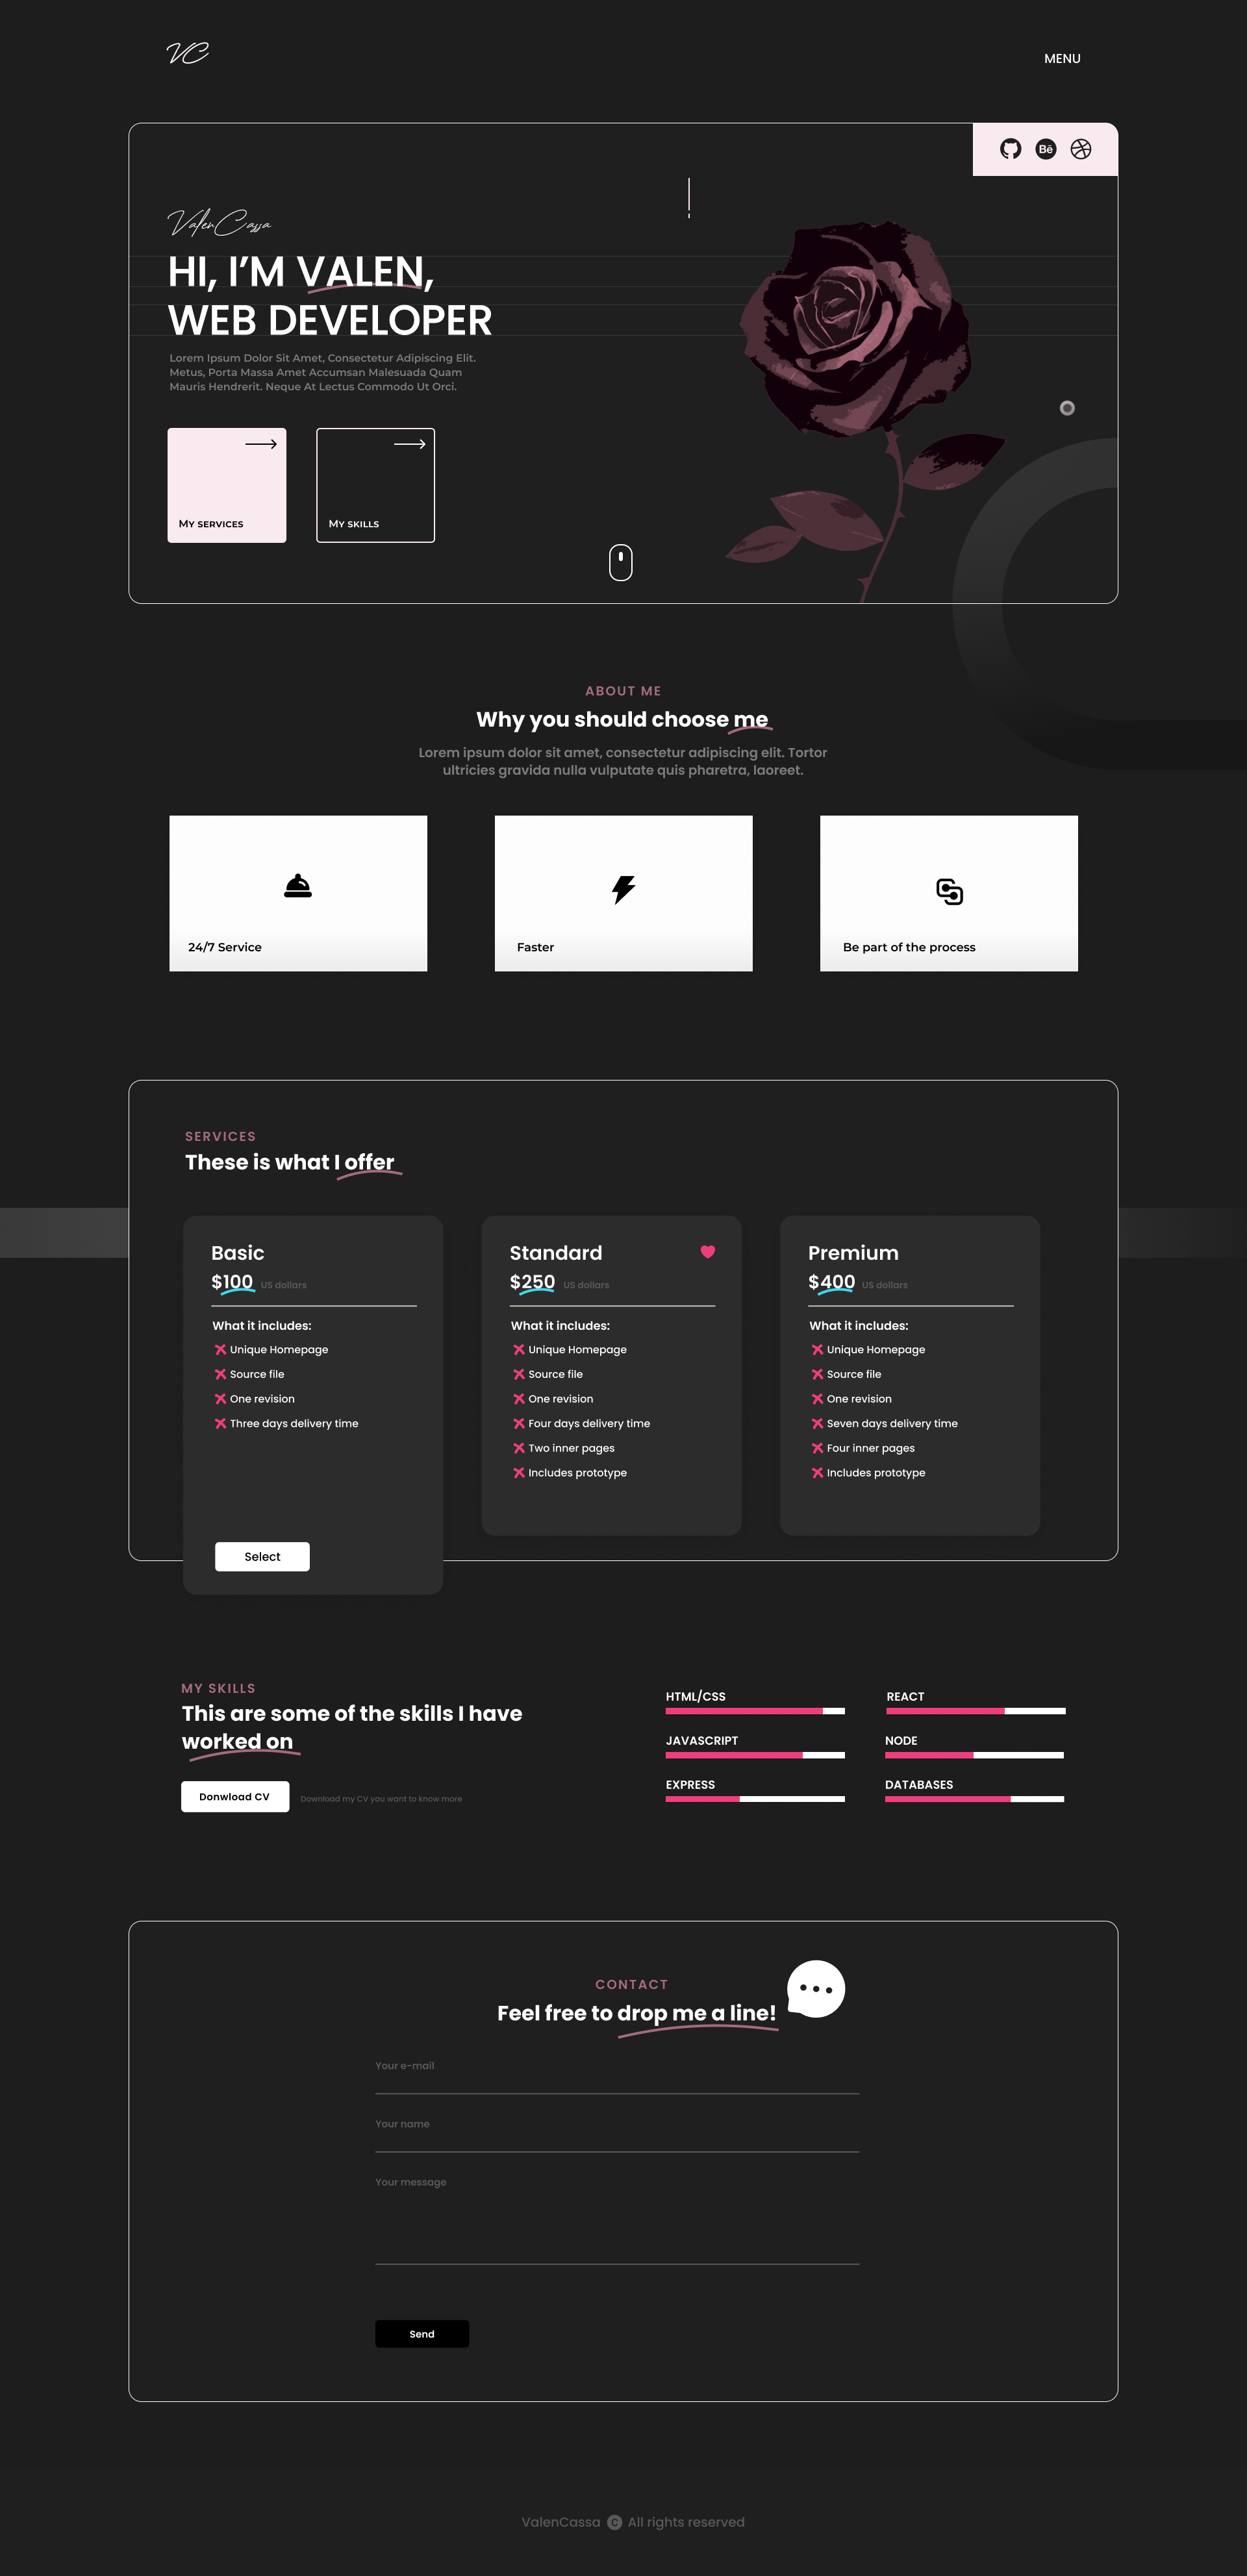 VC
MENU
Bē
ValenCassa
HI, I'M VALEN,
WEB DEVELOPER
Lorem Ipsum Dolor Sit Amet, Consectetur Adipiscing Elit.
Metus, Porta Massa Amet Accumsan Malesuada Quam
Mauris Hendrerit. Neque At Lectus Commodo Ut Orci.
My services
My skills
ABOUT ME
Why you should choose me
Lorem ipsum dolor sit amet, consectetur adipiscing elit. Tortor
ultricies gravida nulla vulputate quis pharetra, laoreet.
24/7 Service
Faster
Be part of the process
SERVICES
These is what I offer
Basic
$100 US dollars
What it includes:
Unique Homepage
Source file
One revision
Three days delivery time
Select
Standard
$250 US dollars
What it includes:
Unique Homepage
Source file
One revision
Four days delivery time
Two inner pages
Includes prototype
Premium
$400 US dollars
What it includes:
Unique Homepage
Source file
One revision
Seven days delivery time
Four inner pages
Includes prototype
MY SKILLS
This are some of the skills I have
worked on
Donwload CV
Download my CV you want to know more
HTML/CSS
REACT
JAVASCRIPT
NODE
EXPRESS
DATABASES
CONTACT
Feel free to drop me a line!
Your e-mail
Your name
Your message
Send
ValenCassa © All rights reserved